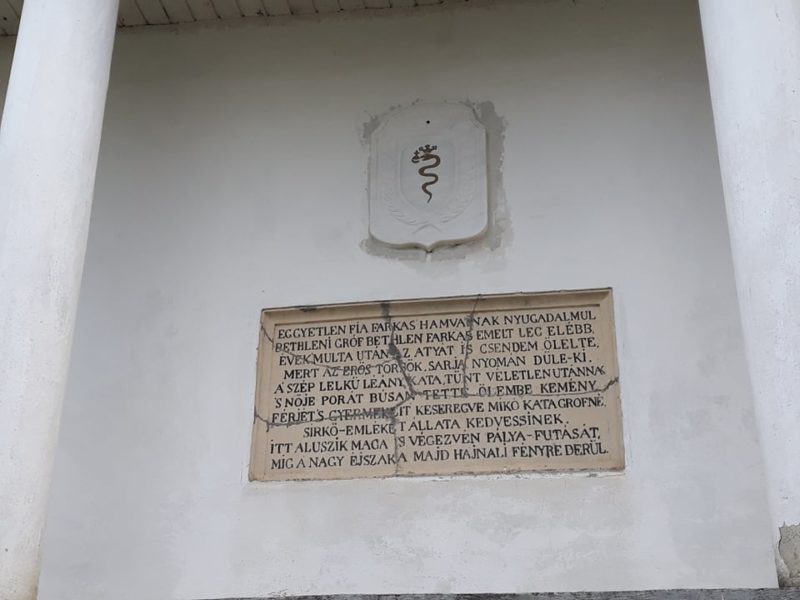 EGGYETLEN FIA FARKAS HAMVAINAK NYUGADALMUL
BETHLENI GRÓF BETHLEN FARKAS EMELT LEG ELÉBB,
ÉVEK MULTA UTÁN AZ ATYAT IS CSENDEM ÖLELTE,
MERT AZ ERŐS TÖRSÖK, SARJA NYOMÁN DÜLE-KI.
A SZÉP LELKÜ LEÁNY, KATA, TÜNT VÉLETLEN UTÁNNA
'S NŐJE PORÁT BÚSAN TETTE ÖLEMBE KEMÉNY.
FÉRJÉT 'S GYERMEKEIT KESEREGVE MIKÓ KATA GRÓFNÉ,
SIRKŐ-EMLÉKET ÁLLATA KEDVESSINEK.
ITT ALUSZIK MAGA IS VÉGEZVÉN PÁLYA-FUTÁSÁT,
MÍG A NAGY ÉJSZAKA MAJD HAJNALI FÉNYRE DERÜL.